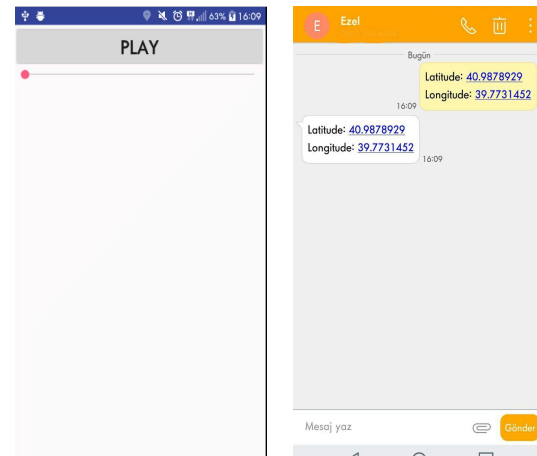 63% 16:09
PLAY
E Ezel
Bugün
Latitude: 40.9878929
Longitude: 39.7731452
16:09
Latitude: 40.9878929
Longitude: 39.7731452
16:09
Mesaj yaz
Gönder